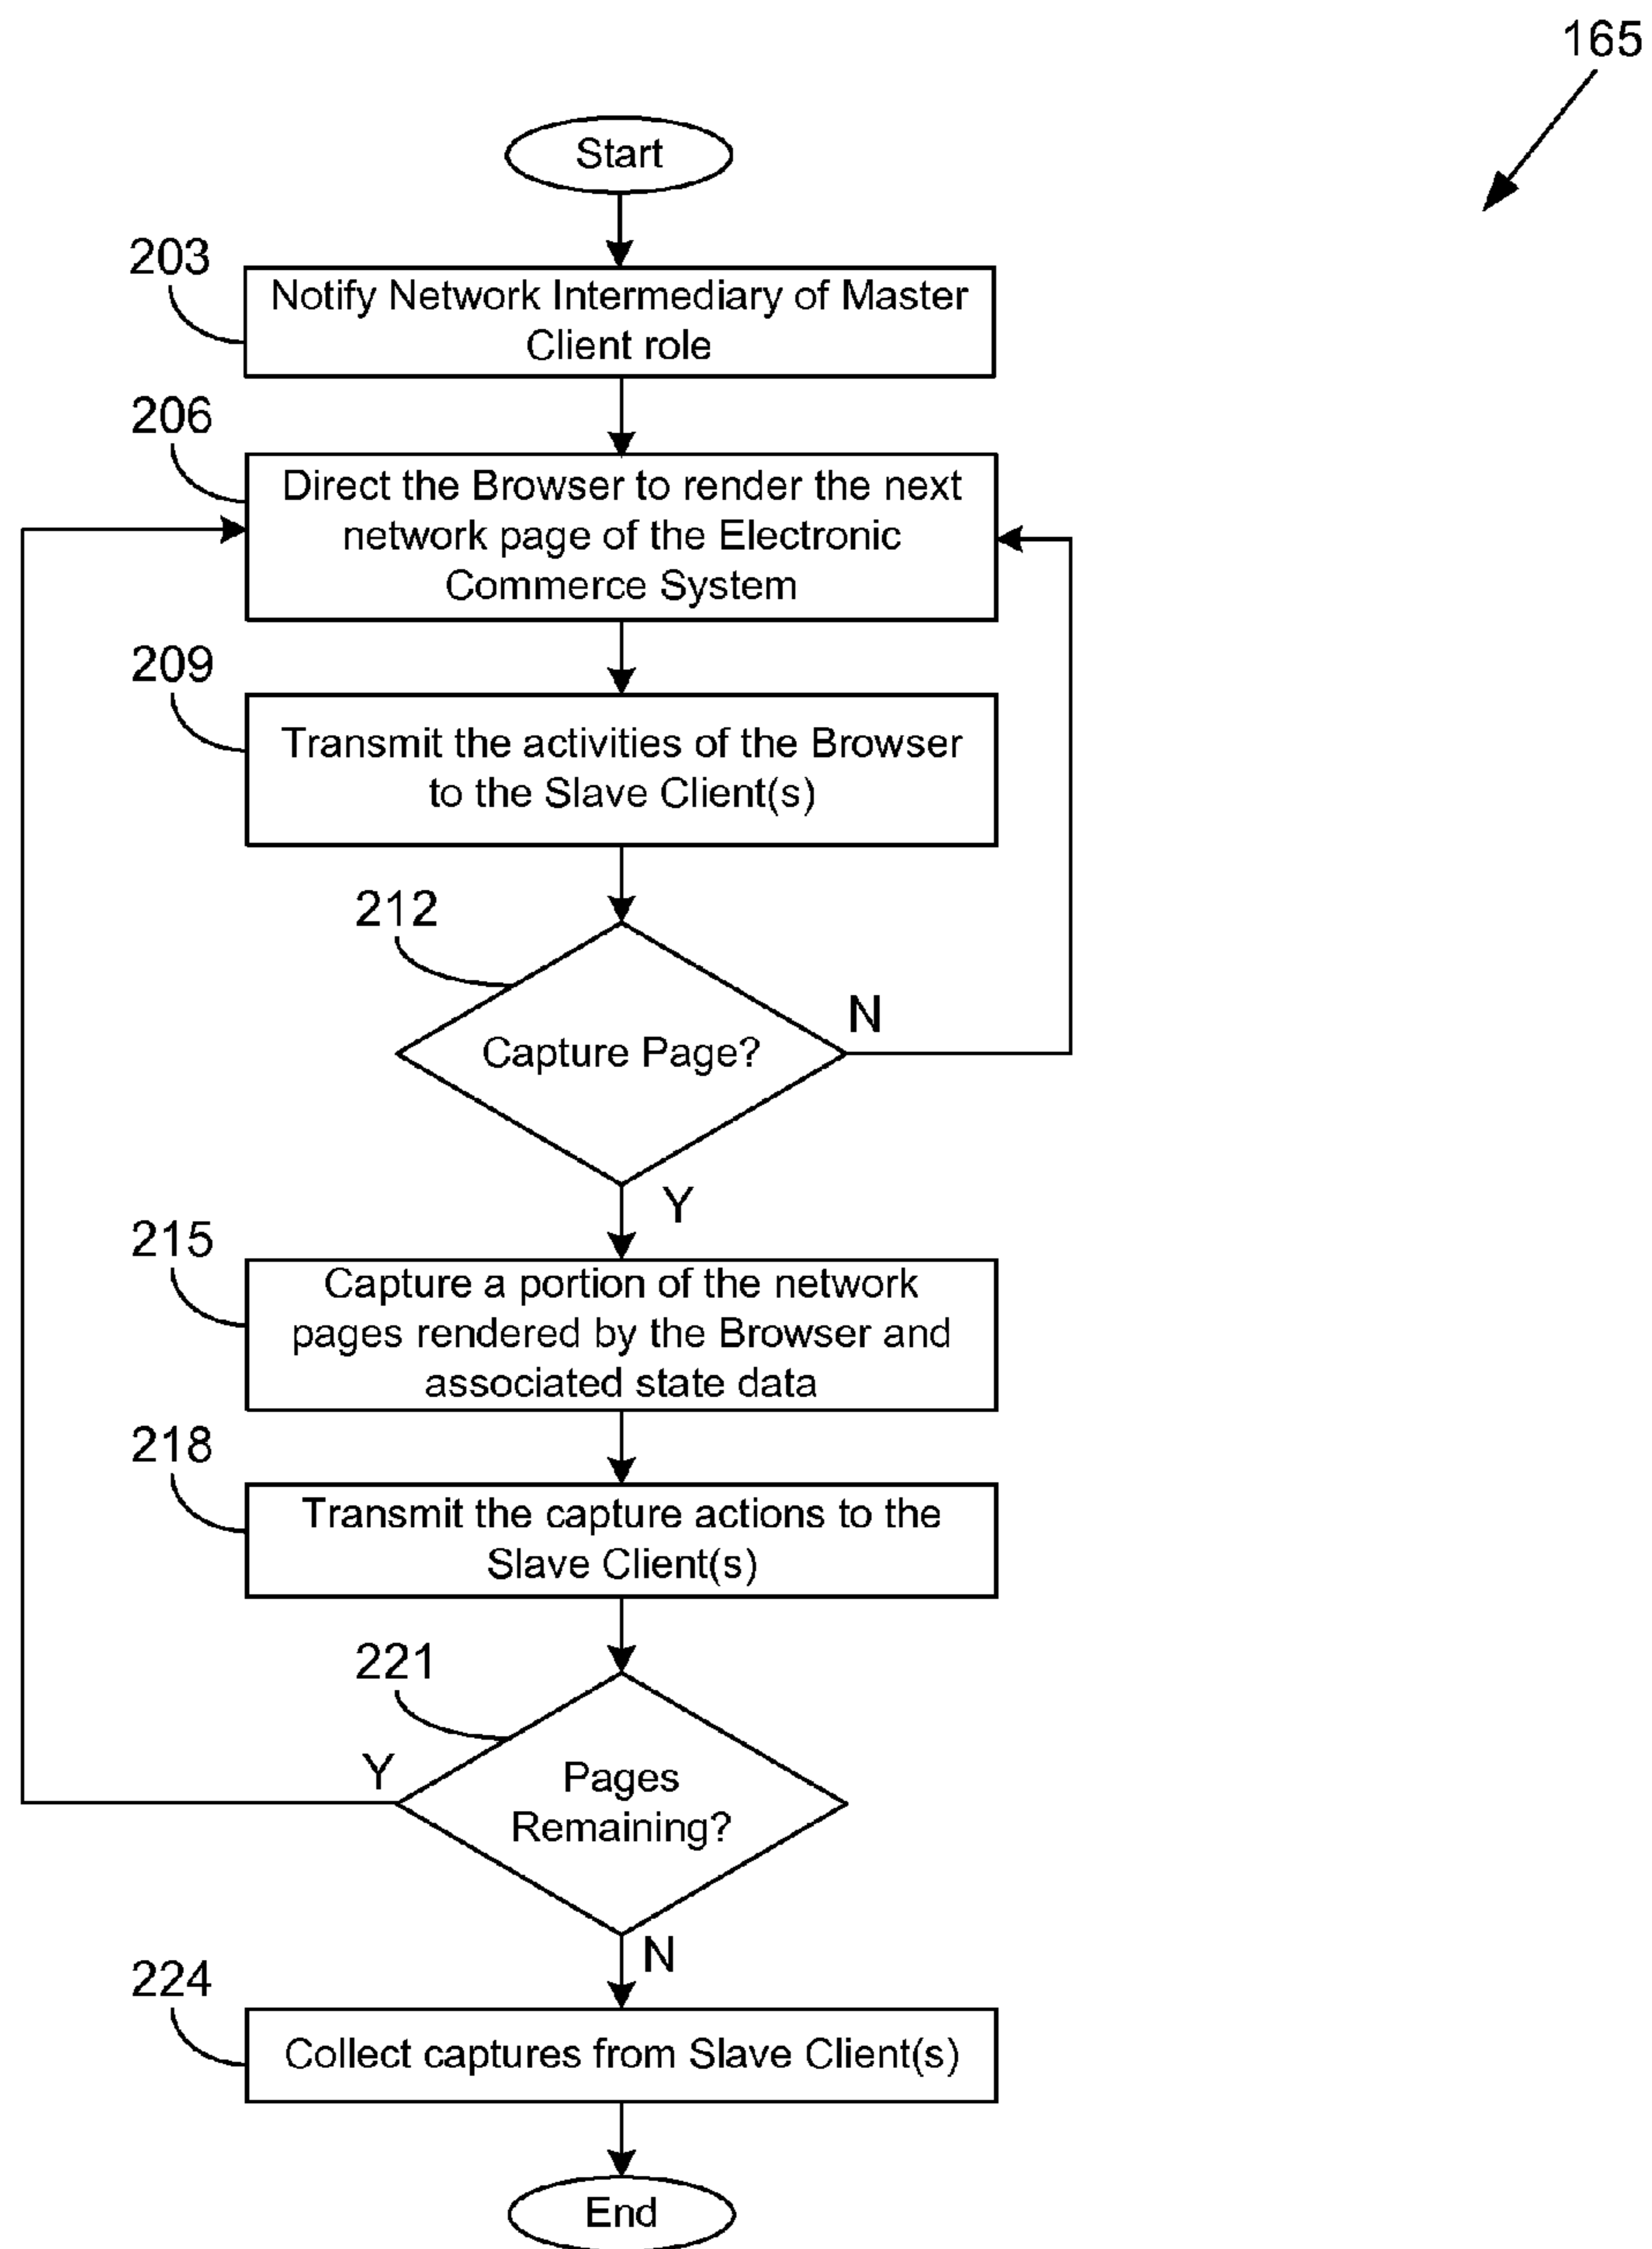 165
Start
203
Notify Network Intermediary of Master
Client role
206
Direct the Browser to render the next
network page of the Electronic
Commerce System
209
Transmit the activities of the Browser
to the Slave Client(s)
212
N
Capture Page?
Y
215
Capture a portion of the network
pages rendered by the Browser and
associated state data
218
Transmit the capture actions to the
Slave Client(s)
221
Y
Pages
Remaining?
N
224
Collect captures from Slave Client(s)
End